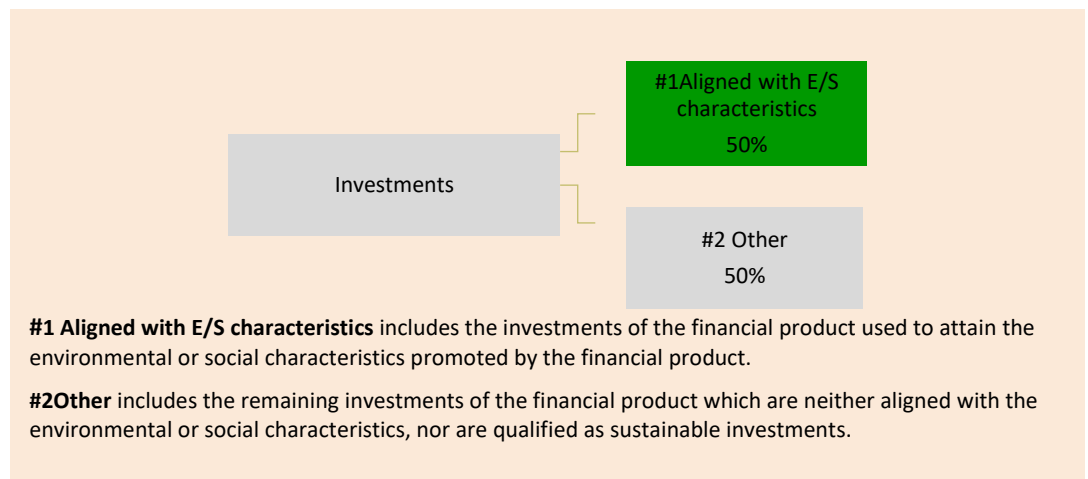 #1Aligned with E/S
characteristics
50%
Investments
#2 Other
50%
#1 Aligned with E/S characteristics includes the investments of the financial product used to attain the
environmental or social characteristics promoted by the financial product.
#2Other includes the remaining investments of the financial product which are neither aligned with the
environmental or social characteristics, nor are qualified as sustainable investments.